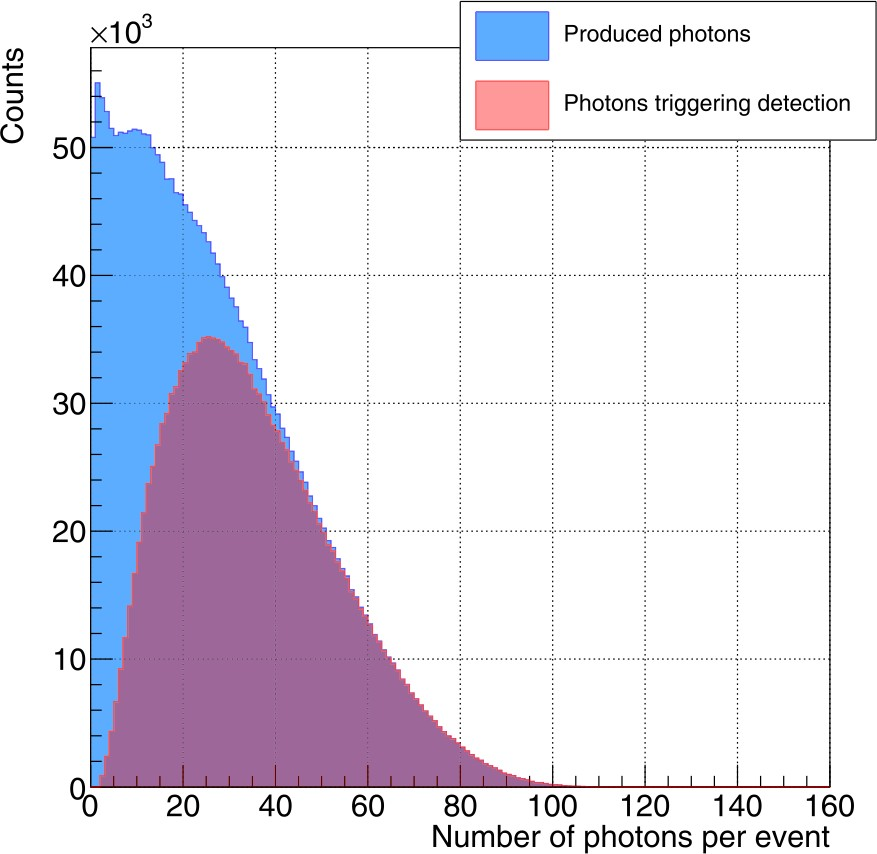 ×10³
Counts
Produced photons
Photons triggering detection
50
40
30
20
10
0
0 20 40 60 80 100 120 140 160
Number of photons per event